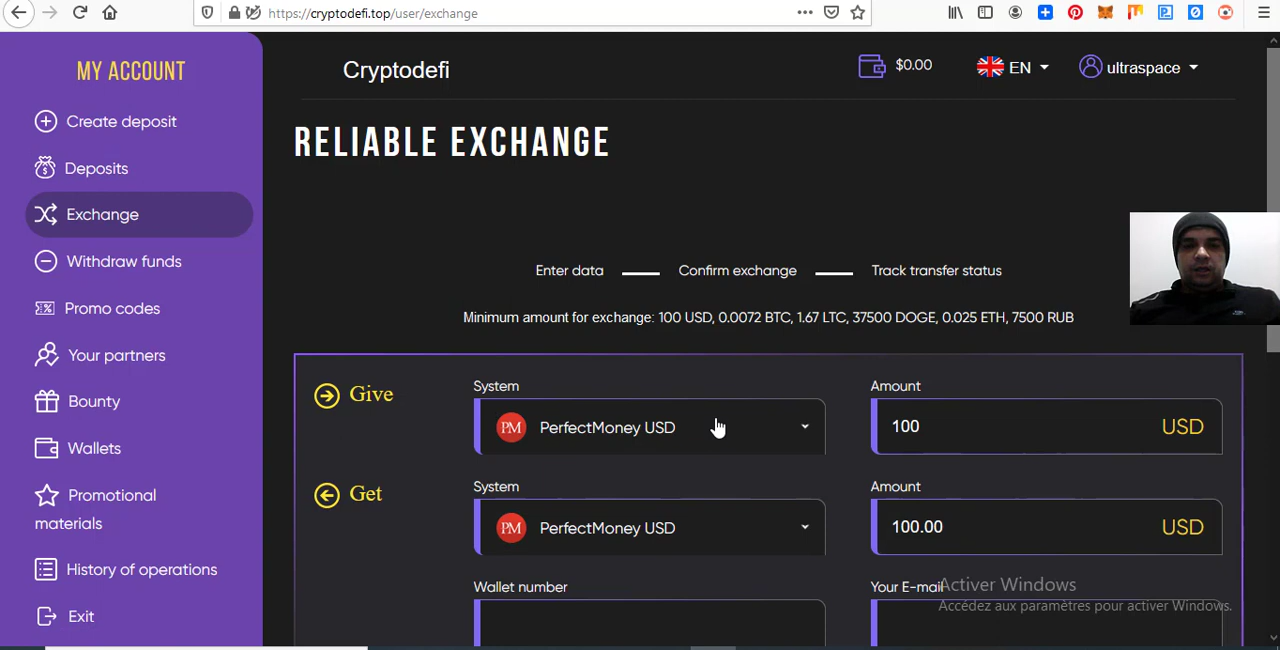 https://cryptodefi.top/user/exchange
MY ACCOUNT
Create deposit
Deposits
Exchange
Withdraw funds
Promo codes
Your partners
Bounty
Wallets
Promotional
materials
History of operations
Exit
Cryptodefi
$0.00
EN
ultraspace
RELIABLE EXCHANGE
Enter data
Confirm exchange
Track transfer status
Minimum amount for exchange: 100 USD, 0.0072 BTC, 1.67 LTC, 37500 DOGE, 0.025 ETH, 7500 RUB
Give
System
PM PerfectMoney USD
Amount
100 USD
Get
System
PM PerfectMoney USD
Amount
100.00 USD
Wallet number
Your E-mail
Activer Windows
Accédez aux paramètres pour activer Windows.